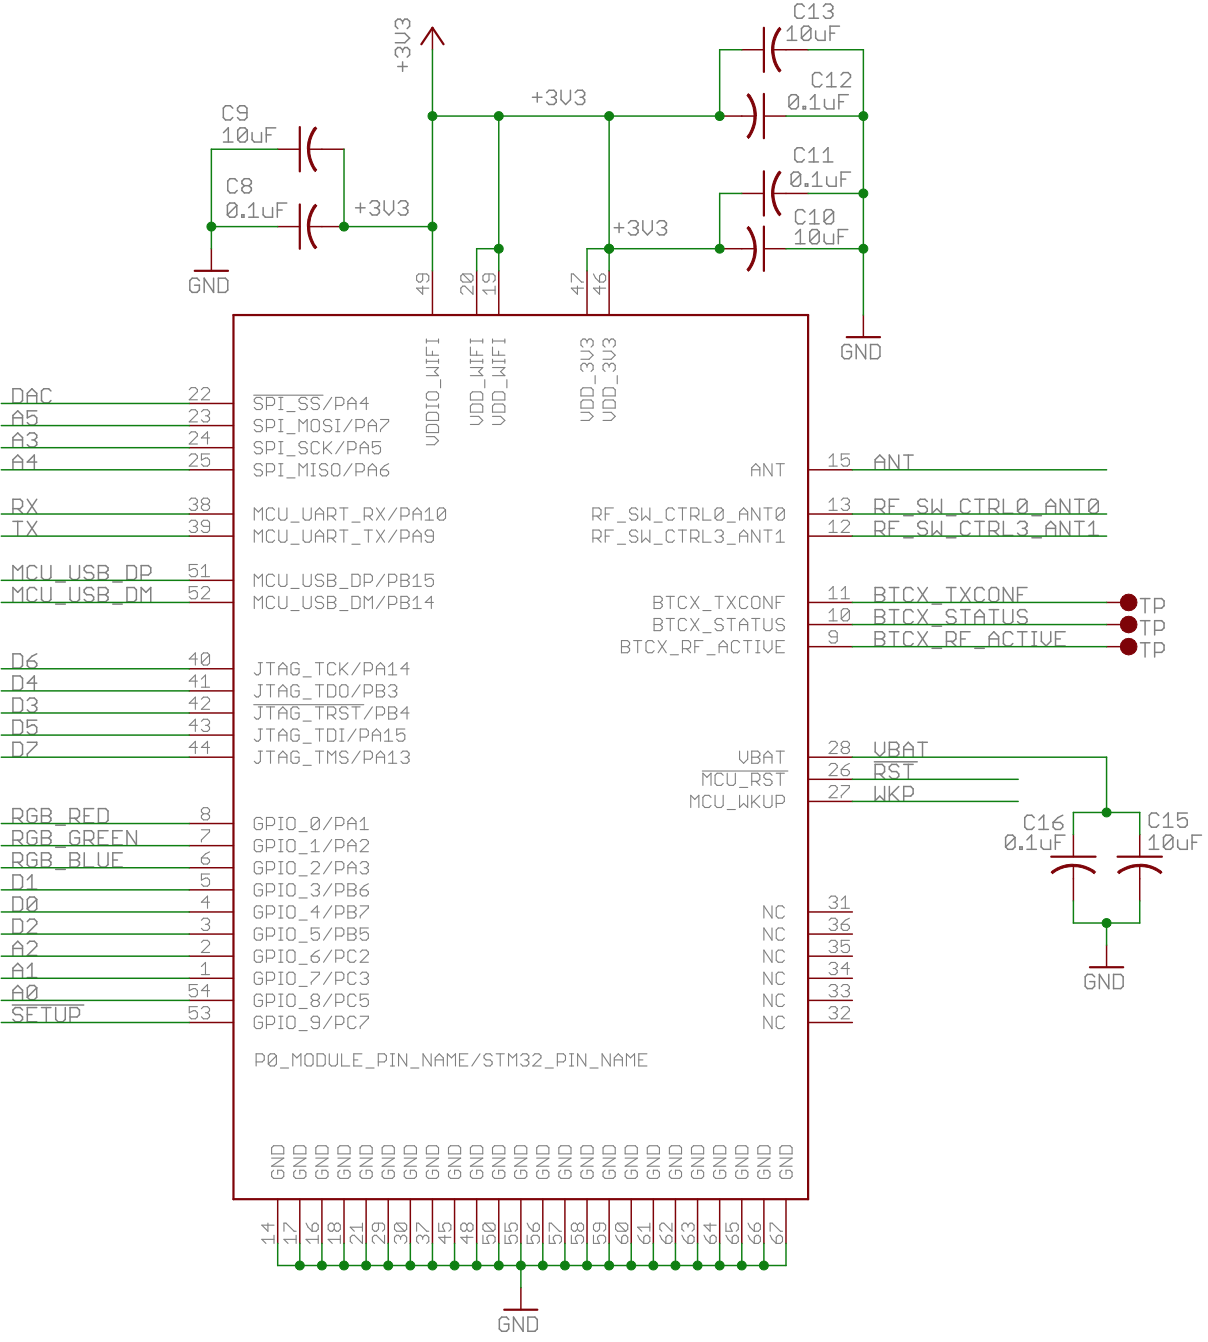 +3V3
C13
10uF
C12
0.1uF
+3V3
C9
10uF
C11
0.1uF
C8
0.1uF
+3V3
C10
10uF
+3V3
GND
49
20
19
47
46
GND
VDDIO_WIFI
VDD_WIFI
VDD_WIFI
VDD_3V3
VDD_3V3
DAC 22 SPI_SS/PA4
A5 23 SPI_MOSI/PA7
A3 24 SPI_SCK/PA5
A4 25 SPI_MISO/PA6
ANT 15 ANT
RX 38 MCU_UART_RX/PA10
RF_SW_CTRL0_ANT0 13 RF_SW_CTRL0_ANT0
TX 39 MCU_UART_TX/PA9
RF_SW_CTRL3_ANT1 12 RF_SW_CTRL3_ANT1
MCU_USB_DP 51 MCU_USB_DP/PB15
MCU_USB_DM 52 MCU_USB_DM/PB14
BTCX_TXCONF 11 BTCX_TXCONF TP
BTCX_STATUS 10 BTCX_STATUS TP
BTCX_RF_ACTIVE 9 BTCX_RF_ACTIVE TP
D6 40 JTAG_TCK/PA14
D4 41 JTAG_TDO/PB3
D3 42 JTAG_TRST/PB4
D5 43 JTAG_TDI/PA15
D7 44 JTAG_TMS/PA13
VBAT 28 VBAT
MCU_RST 26 RST
MCU_WKUP 27 WKP
C16
0.1uF
C15
10uF
GND
RGB_RED 8 GPIO_0/PA1
RGB_GREEN 7 GPIO_1/PA2
RGB_BLUE 6 GPIO_2/PA3
D1 5 GPIO_3/PB6
D0 4 GPIO_4/PB7
D2 3 GPIO_5/PB5
A2 2 GPIO_6/PC2
A1 1 GPIO_7/PC3
A0 54 GPIO_8/PC5
SETUP 53 GPIO_9/PC7
NC 31
NC 36
NC 35
NC 34
NC 33
NC 32
P0_MODULE_PIN_NAME/STM32_PIN_NAME
GND GND GND GND GND GND GND GND GND GND GND GND GND GND GND GND GND GND GND GND GND GND GND GND
14 17 16 18 21 29 30 37 45 48 50 55 56 57 58 59 60 61 62 63 64 65 66 67
GND